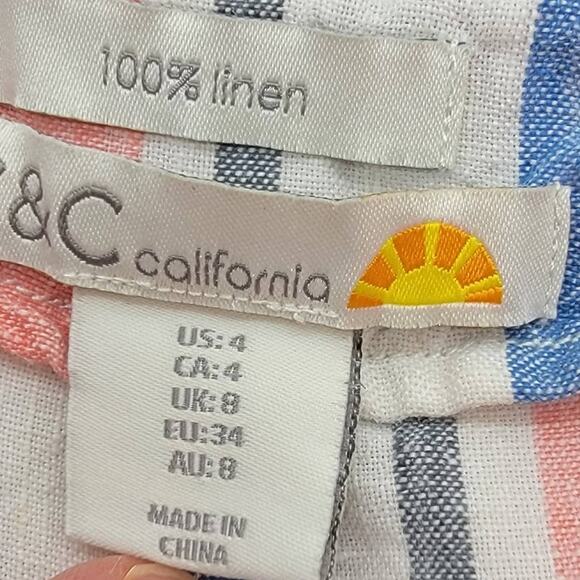 100% linen
&C california
US: 4
CA: 4
UK: 8
EU: 34
AU: 8
MADE IN
CHINA